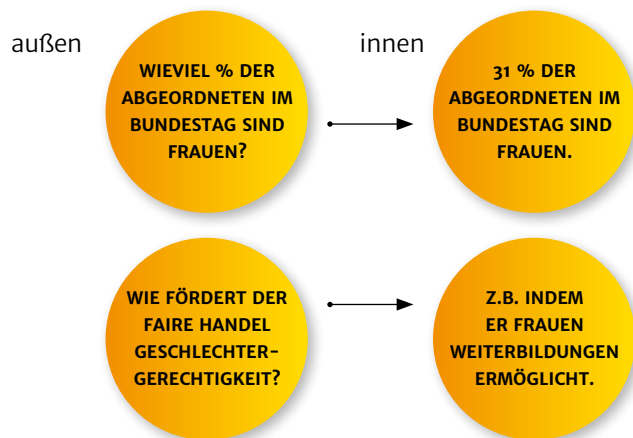 außen
innen
WIEVIEL % DER
ABGEORDNETEN IM
BUNDESTAG SIND
FRAUEN?
31 % DER
ABGEORDNETEN IM
BUNDESTAG SIND
FRAUEN.
WIE FÖRDERT DER
FAIRE HANDEL
GESCHLECHTER-
GERECHTIGKEIT?
Z.B. INDEM
ER FRAUEN
WEITERBILDUNGEN
ERMÖGLICHT.